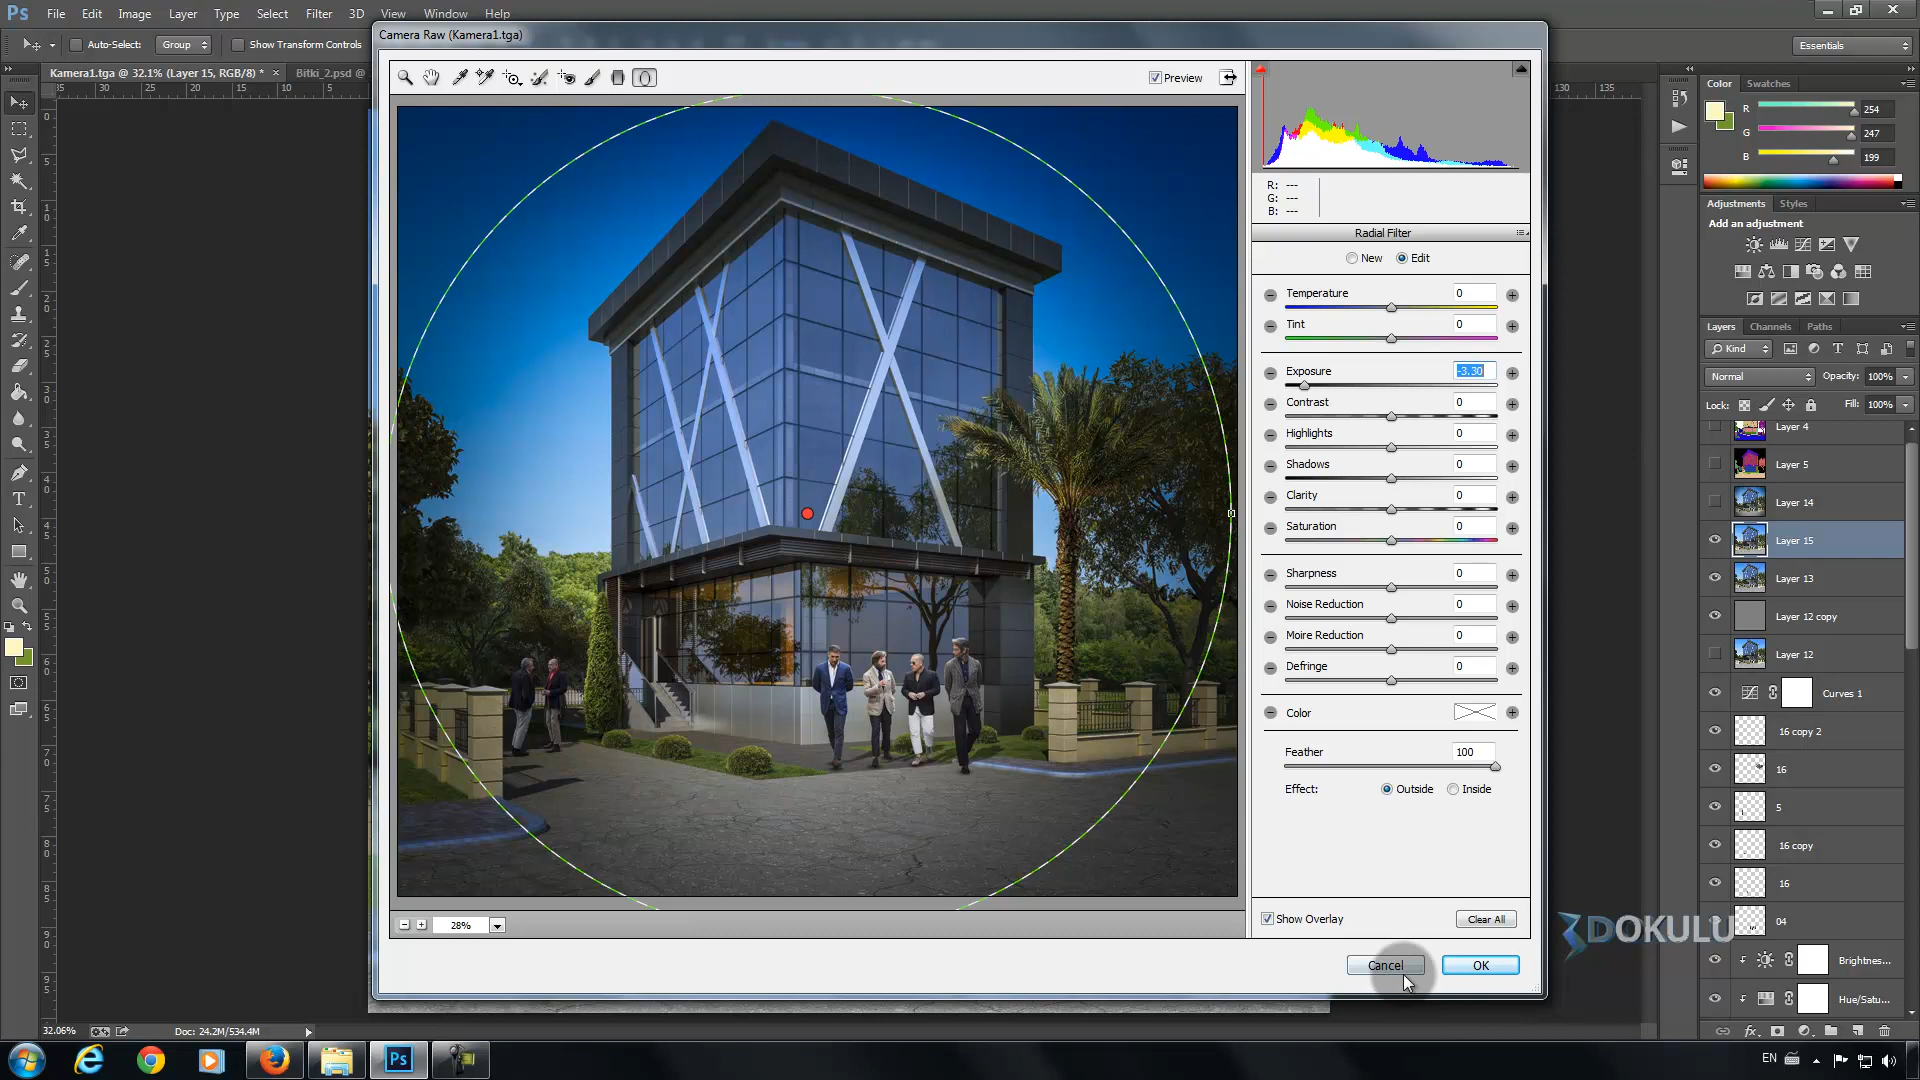 Ps File Edit Image Layer Type Select Filter 3D View Window Help
Auto-Select: Group Show Transform Controls
Essentials
Kamera1.tga @ 32.1% (Layer 15, RGB/8) * × Bitki_2.psd @
Camera Raw (Kamera1.tga)
Preview
R: ---
G: ---
B: ---
Radial Filter
New Edit
Temperature 0
Tint 0
Exposure -3.30
Contrast 0
Highlights 0
Shadows 0
Clarity 0
Saturation 0
Sharpness 0
Noise Reduction 0
Moire Reduction 0
Defringe 0
Color
Feather 100
Effect: Outside Inside
Show Overlay Clear All
28%
Cancel OK
Color Swatches
R 254
G 247
B 199
Adjustments Styles
Add an adjustment
Layers Channels Paths
Kind
Normal Opacity: 100%
Lock: Fill: 100%
Layer 4
Layer 5
Layer 14
Layer 15
Layer 13
Layer 12 copy
Layer 12
Curves 1
16 copy 2
16
5
16 copy
16
04
Brightnes...
Hue/Satu...
3DOKULU
32.06% Doc: 24.2M/534.4M
Ps
EN